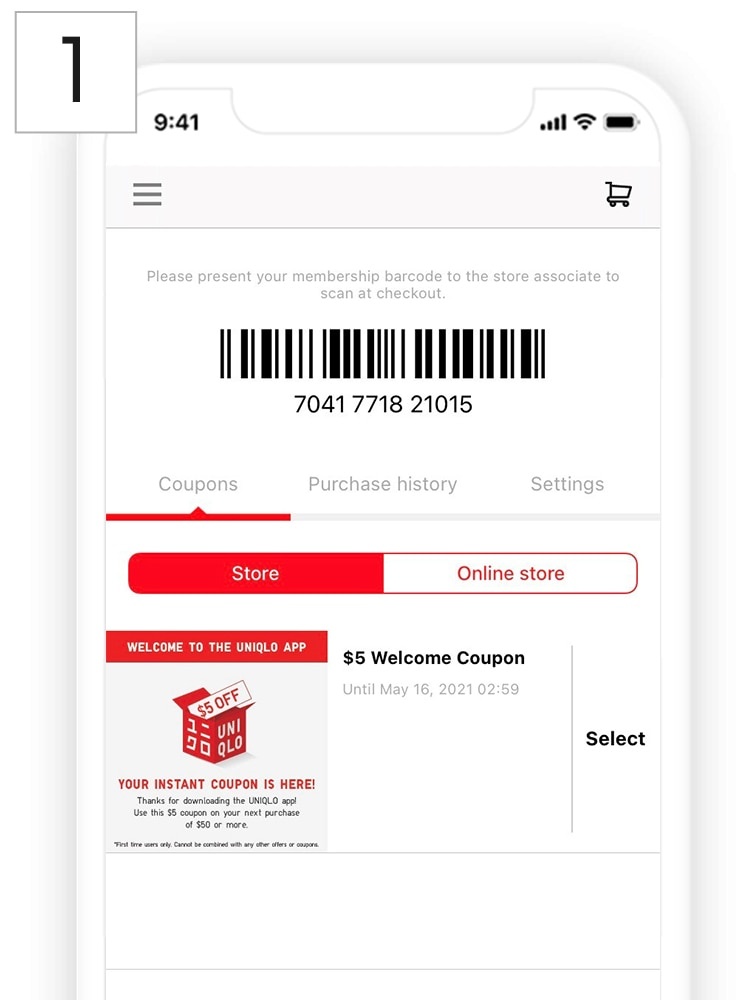 1
9:41
Please present your membership barcode to the store associate to
scan at checkout.
7041 7718 21015
Coupons Purchase history Settings
Store Online store
WELCOME TO THE UNIQLO APP
$5 OFF
ユニ UNI
クロ QLO
YOUR INSTANT COUPON IS HERE!
Thanks for downloading the UNIQLO app!
Use this $5 coupon on your next purchase
of $50 or more.
*First time users only. Cannot be combined with any other offers or coupons.
$5 Welcome Coupon
Until May 16, 2021 02:59
Select